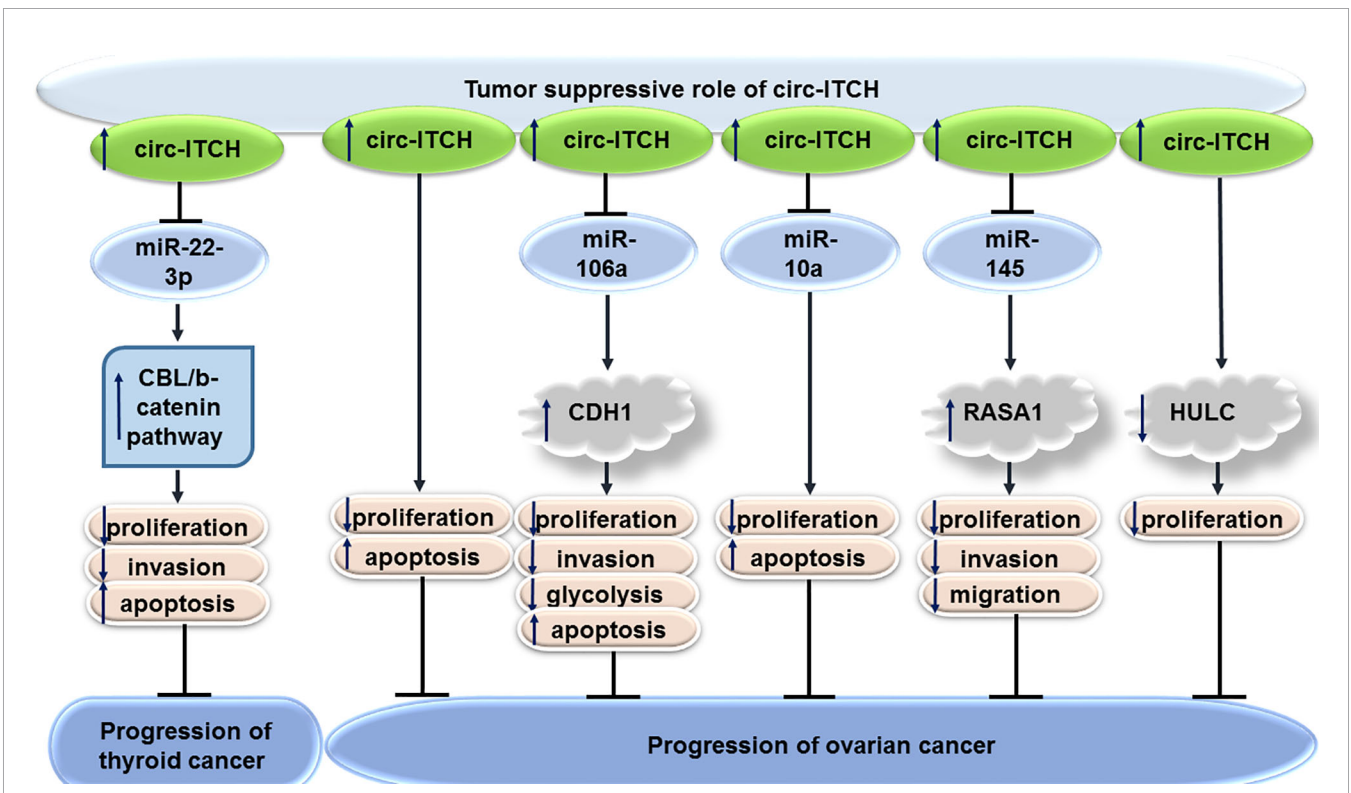 Tumor suppressive role of circ-ITCH
circ-ITCH
circ-ITCH
circ-ITCH
circ-ITCH
circ-ITCH
circ-ITCH
miR-22-
3p
miR-
106a
miR-
10a
miR-
145
CBL/b-
catenin
pathway
CDH1
RASA1
HULC
proliferation
invasion
apoptosis
proliferation
apoptosis
proliferation
invasion
glycolysis
apoptosis
proliferation
apoptosis
proliferation
invasion
migration
proliferation
Progression of
thyroid cancer
Progression of ovarian cancer